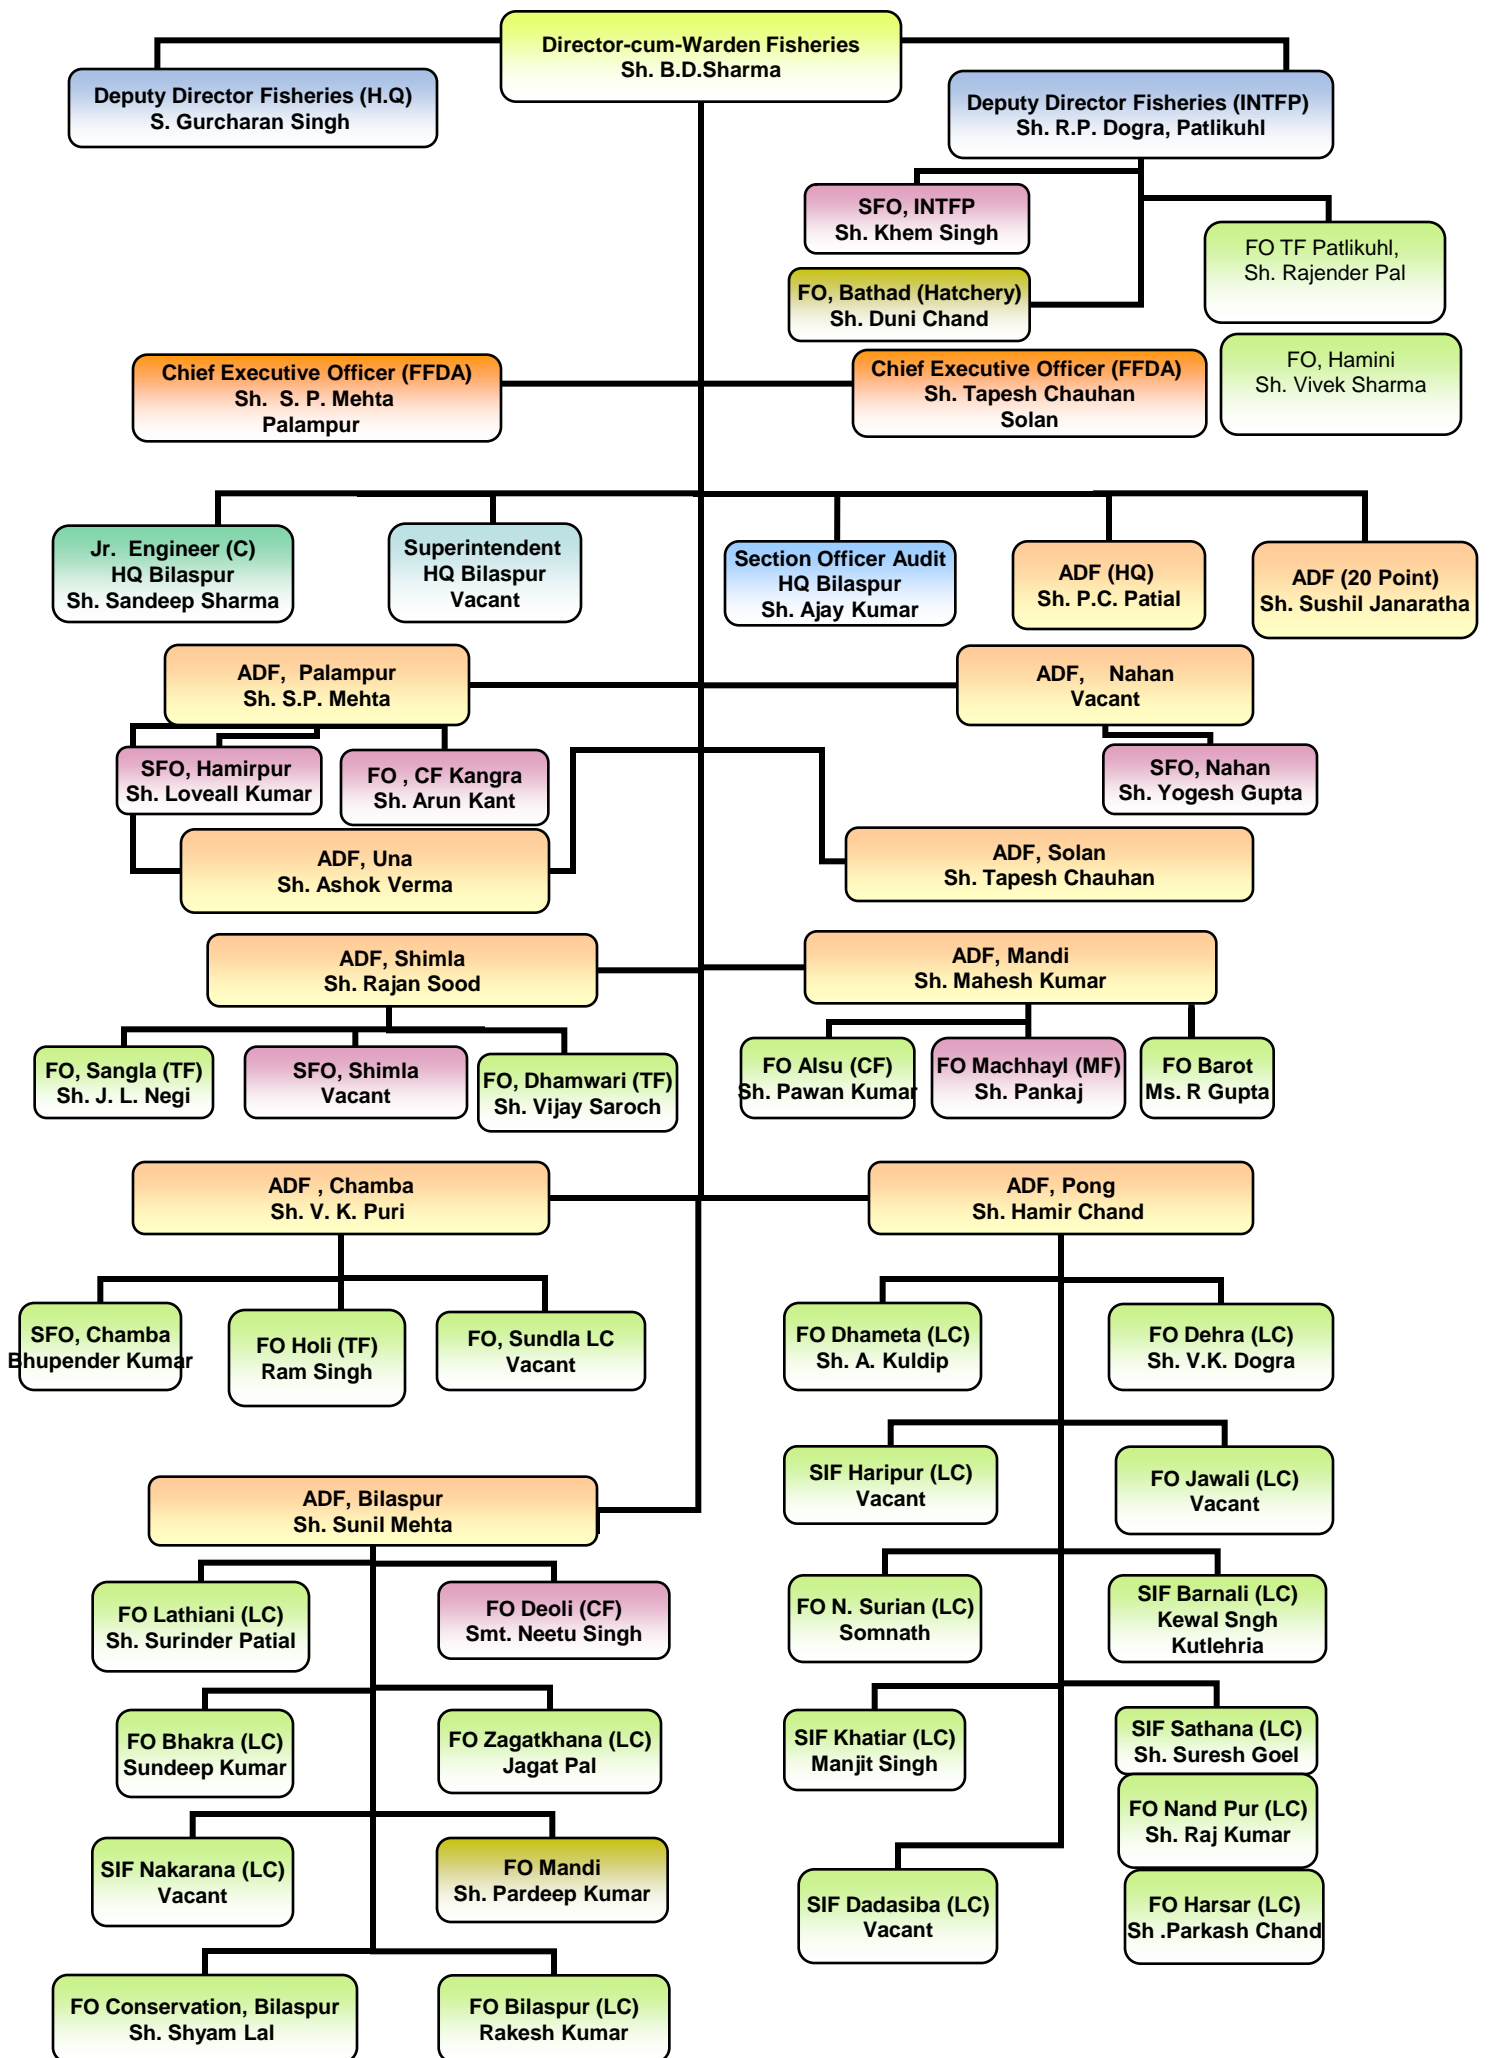 Director-cum-Warden Fisheries
Sh. B.D.Sharma
Deputy Director Fisheries (H.Q)
S. Gurcharan Singh
Deputy Director Fisheries (INTFP)
Sh. R.P. Dogra, Patlikuhl
SFO, INTFP
Sh. Khem Singh
FO TF Patlikuhl,
Sh. Rajender Pal
FO, Bathad (Hatchery)
Sh. Duni Chand
FO, Hamini
Sh. Vivek Sharma
Chief Executive Officer (FFDA)
Sh. S. P. Mehta
Palampur
Chief Executive Officer (FFDA)
Sh. Tapesh Chauhan
Solan
Jr. Engineer (C)
HQ Bilaspur
Sh. Sandeep Sharma
Superintendent
HQ Bilaspur
Vacant
Section Officer Audit
HQ Bilaspur
Sh. Ajay Kumar
ADF (HQ)
Sh. P.C. Patial
ADF (20 Point)
Sh. Sushil Janaratha
ADF, Palampur
Sh. S.P. Mehta
ADF, Nahan
Vacant
SFO, Hamirpur
Sh. Loveall Kumar
FO , CF Kangra
Sh. Arun Kant
SFO, Nahan
Sh. Yogesh Gupta
ADF, Una
Sh. Ashok Verma
ADF, Solan
Sh. Tapesh Chauhan
ADF, Shimla
Sh. Rajan Sood
ADF, Mandi
Sh. Mahesh Kumar
FO, Sangla (TF)
Sh. J. L. Negi
SFO, Shimla
Vacant
FO, Dhamwari (TF)
Sh. Vijay Saroch
FO Alsu (CF)
Sh. Pawan Kumar
FO Machhayl (MF)
Sh. Pankaj
FO Barot
Ms. R Gupta
ADF , Chamba
Sh. V. K. Puri
ADF, Pong
Sh. Hamir Chand
SFO, Chamba
Bhupender Kumar
FO Holi (TF)
Ram Singh
FO, Sundla LC
Vacant
FO Dhameta (LC)
Sh. A. Kuldip
FO Dehra (LC)
Sh. V.K. Dogra
SIF Haripur (LC)
Vacant
FO Jawali (LC)
Vacant
ADF, Bilaspur
Sh. Sunil Mehta
FO Lathiani (LC)
Sh. Surinder Patial
FO Deoli (CF)
Smt. Neetu Singh
FO N. Surian (LC)
Somnath
SIF Barnali (LC)
Kewal Sngh
Kutlehria
FO Bhakra (LC)
Sundeep Kumar
FO Zagatkhana (LC)
Jagat Pal
SIF Khatiar (LC)
Manjit Singh
SIF Sathana (LC)
Sh. Suresh Goel
FO Nand Pur (LC)
Sh. Raj Kumar
SIF Nakarana (LC)
Vacant
FO Mandi
Sh. Pardeep Kumar
SIF Dadasiba (LC)
Vacant
FO Harsar (LC)
Sh .Parkash Chand
FO Conservation, Bilaspur
Sh. Shyam Lal
FO Bilaspur (LC)
Rakesh Kumar